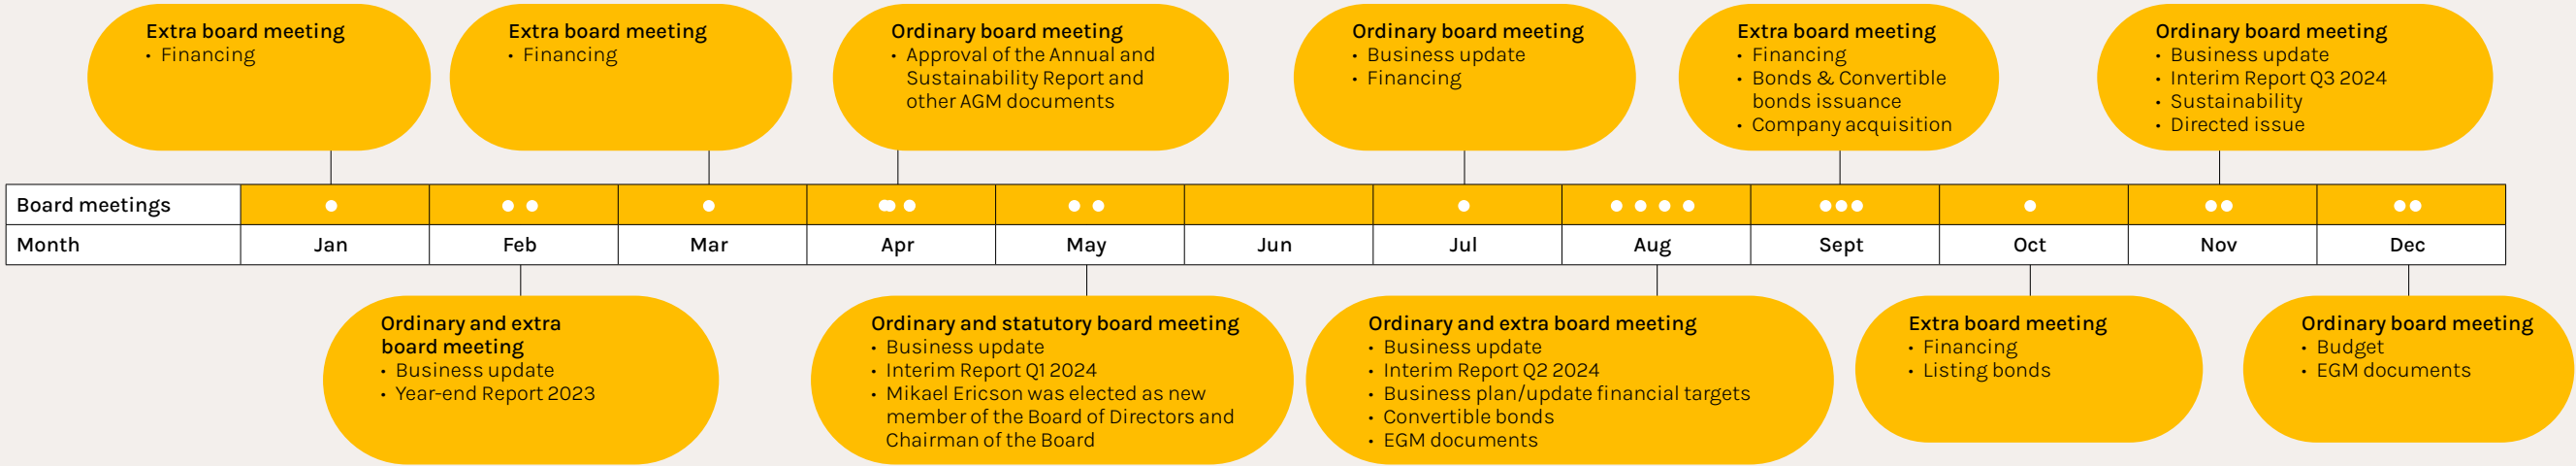 Extra board meeting
• Financing
Extra board meeting
• Financing
Ordinary board meeting
• Approval of the Annual and
Sustainability Report and
other AGM documents
Ordinary board meeting
• Business update
• Financing
Extra board meeting
• Financing
• Bonds & Convertible
bonds issuance
• Company acquisition
Ordinary board meeting
• Business update
• Interim Report Q3 2024
• Sustainability
• Directed issue
Board meetings
Month Jan Feb Mar Apr May Jun Jul Aug Sept Oct Nov Dec
Ordinary and extra
board meeting
• Business update
• Year-end Report 2023
Ordinary and statutory board meeting
• Business update
• Interim Report Q1 2024
• Mikael Ericson was elected as new
member of the Board of Directors and
Chairman of the Board
Ordinary and extra board meeting
• Business update
• Interim Report Q2 2024
• Business plan/update financial targets
• Convertible bonds
• EGM documents
Extra board meeting
• Financing
• Listing bonds
Ordinary board meeting
• Budget
• EGM documents